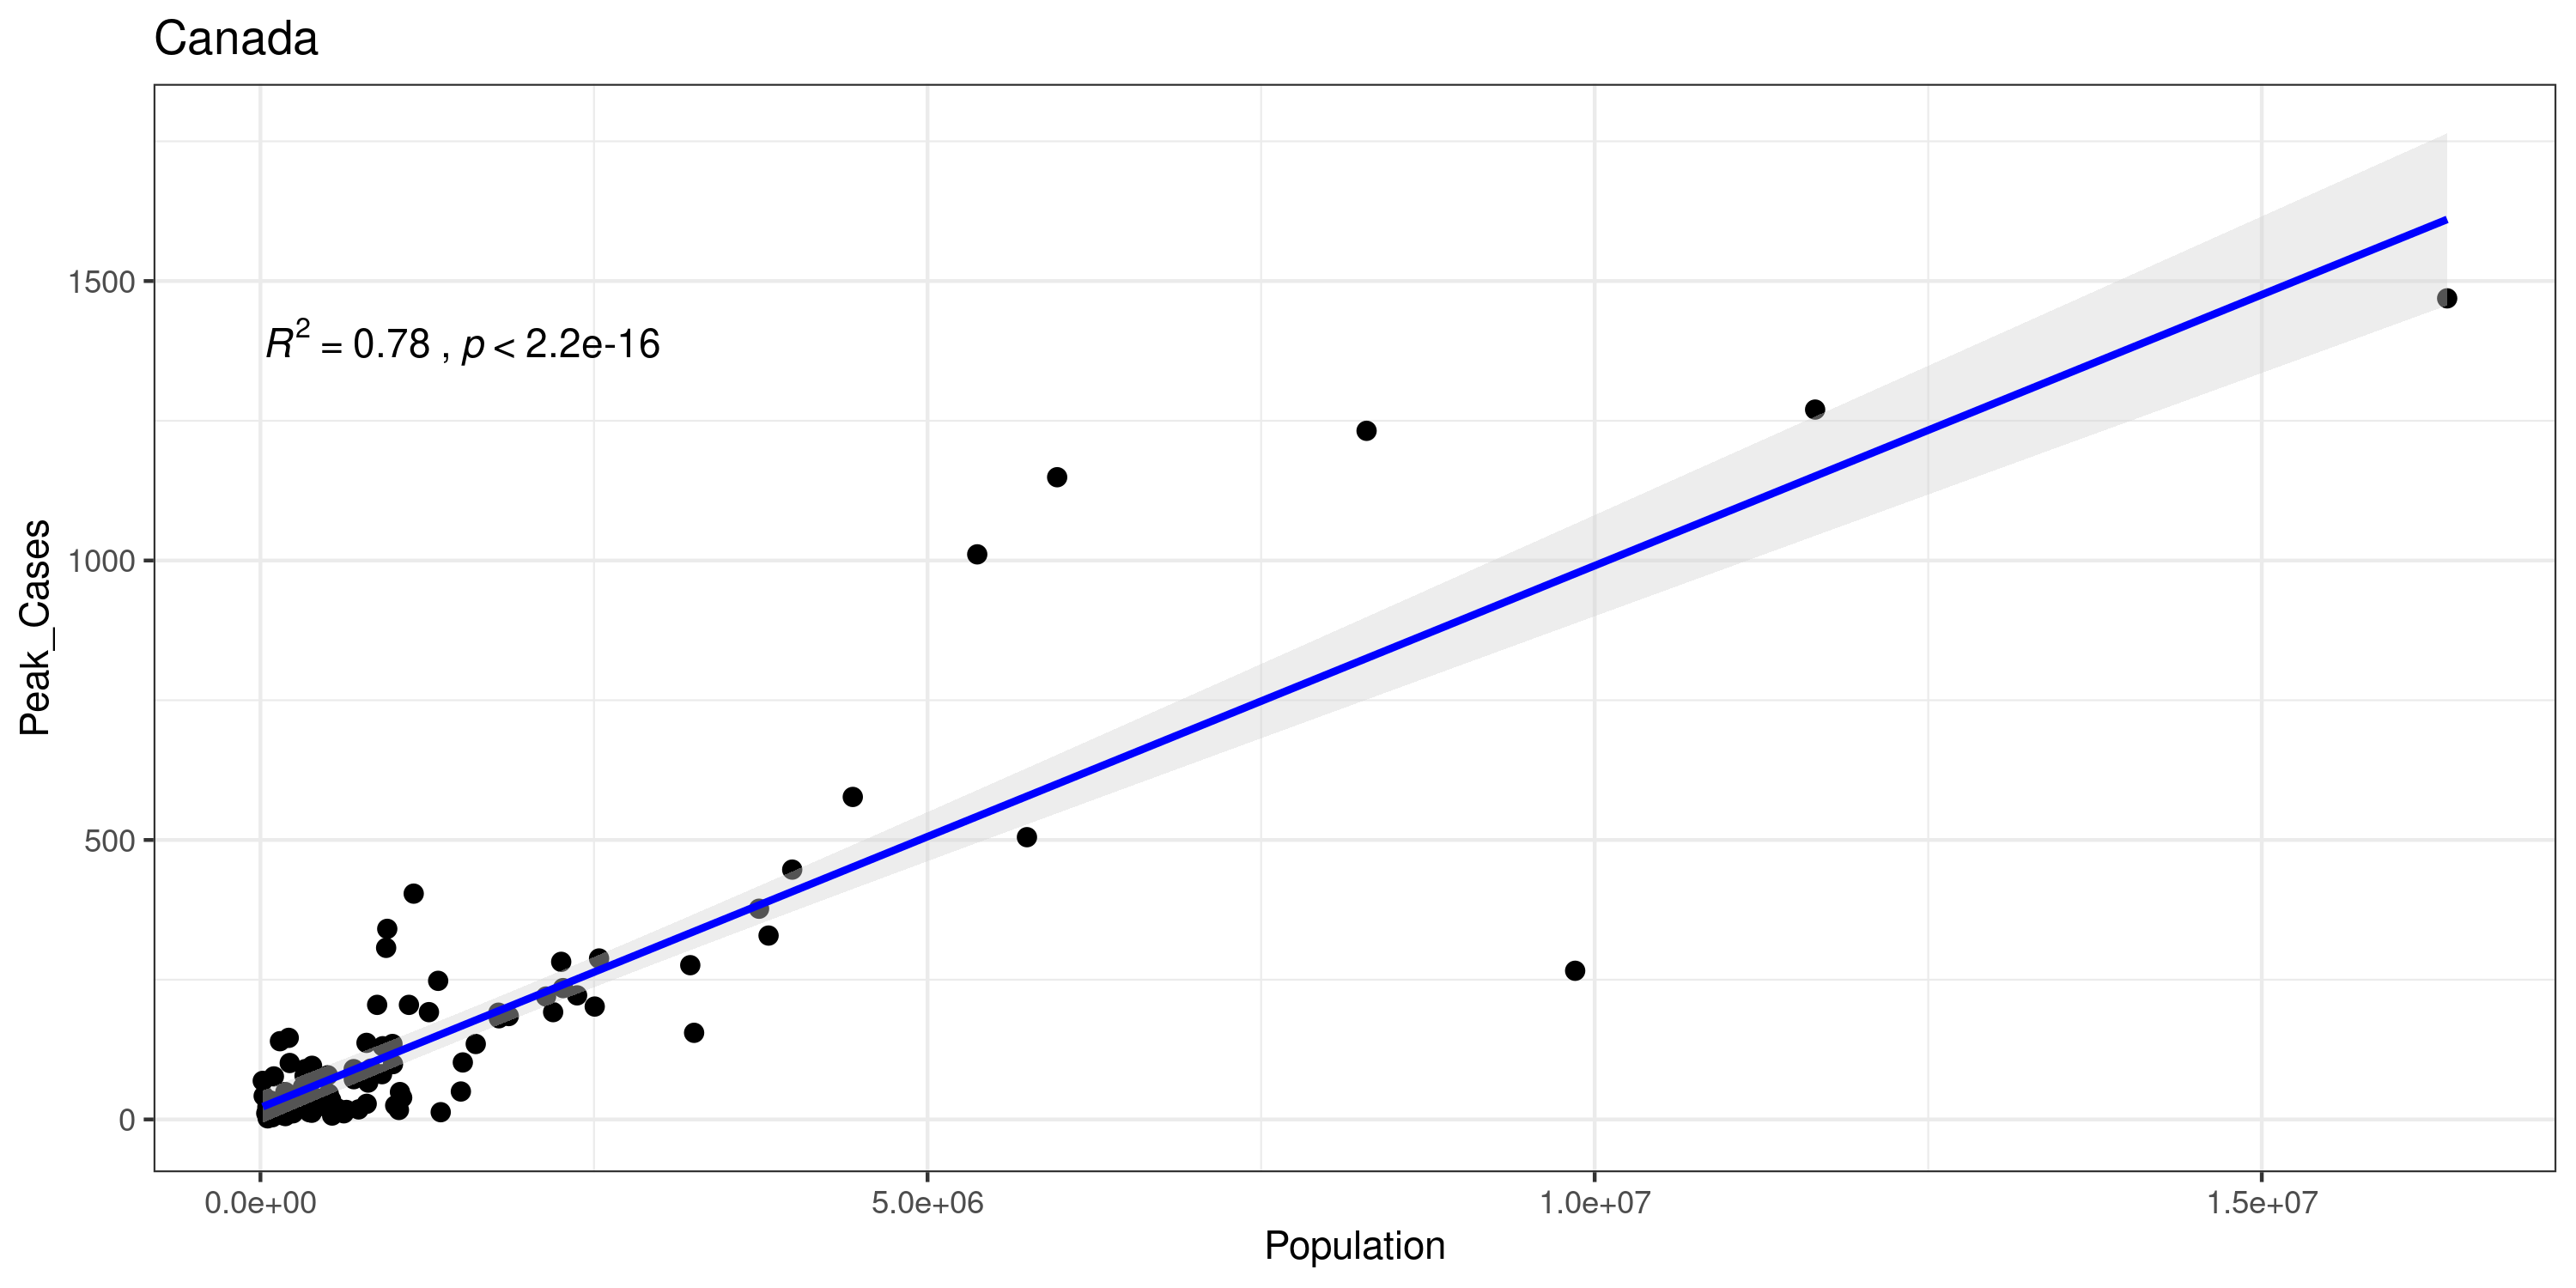 Canada
R² = 0.78 , p < 2.2e-16
Peak_Cases
1500
1000
500
0
0.0e+00
5.0e+06
1.0e+07
1.5e+07
Population